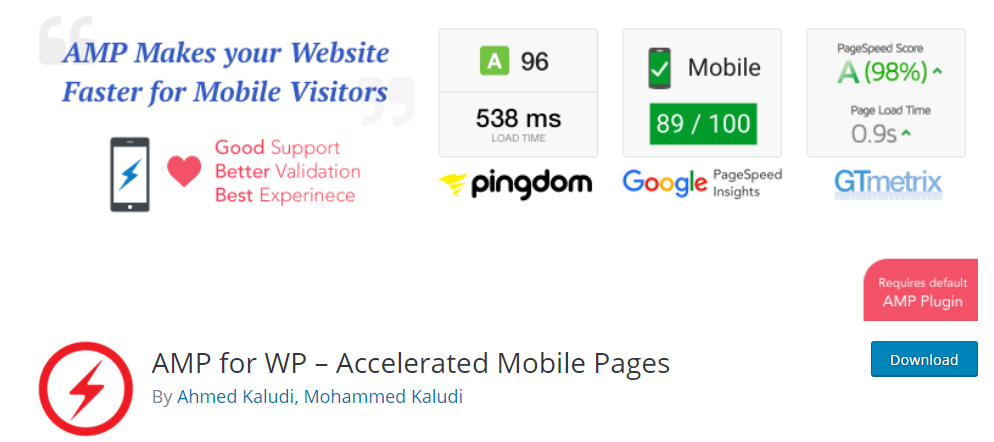 AMP Makes your Website
Faster for Mobile Visitors
Good Support
Better Validation
Best Experinece
A 96
538 ms
LOAD TIME
pingdom
Mobile
89 / 100
Google PageSpeed
Insights
PageSpeed Score
A (98%)
Page Load Time
0.9s
GTmetrix
Requires default
AMP Plugin
AMP for WP – Accelerated Mobile Pages
By Ahmed Kaludi, Mohammed Kaludi
Download